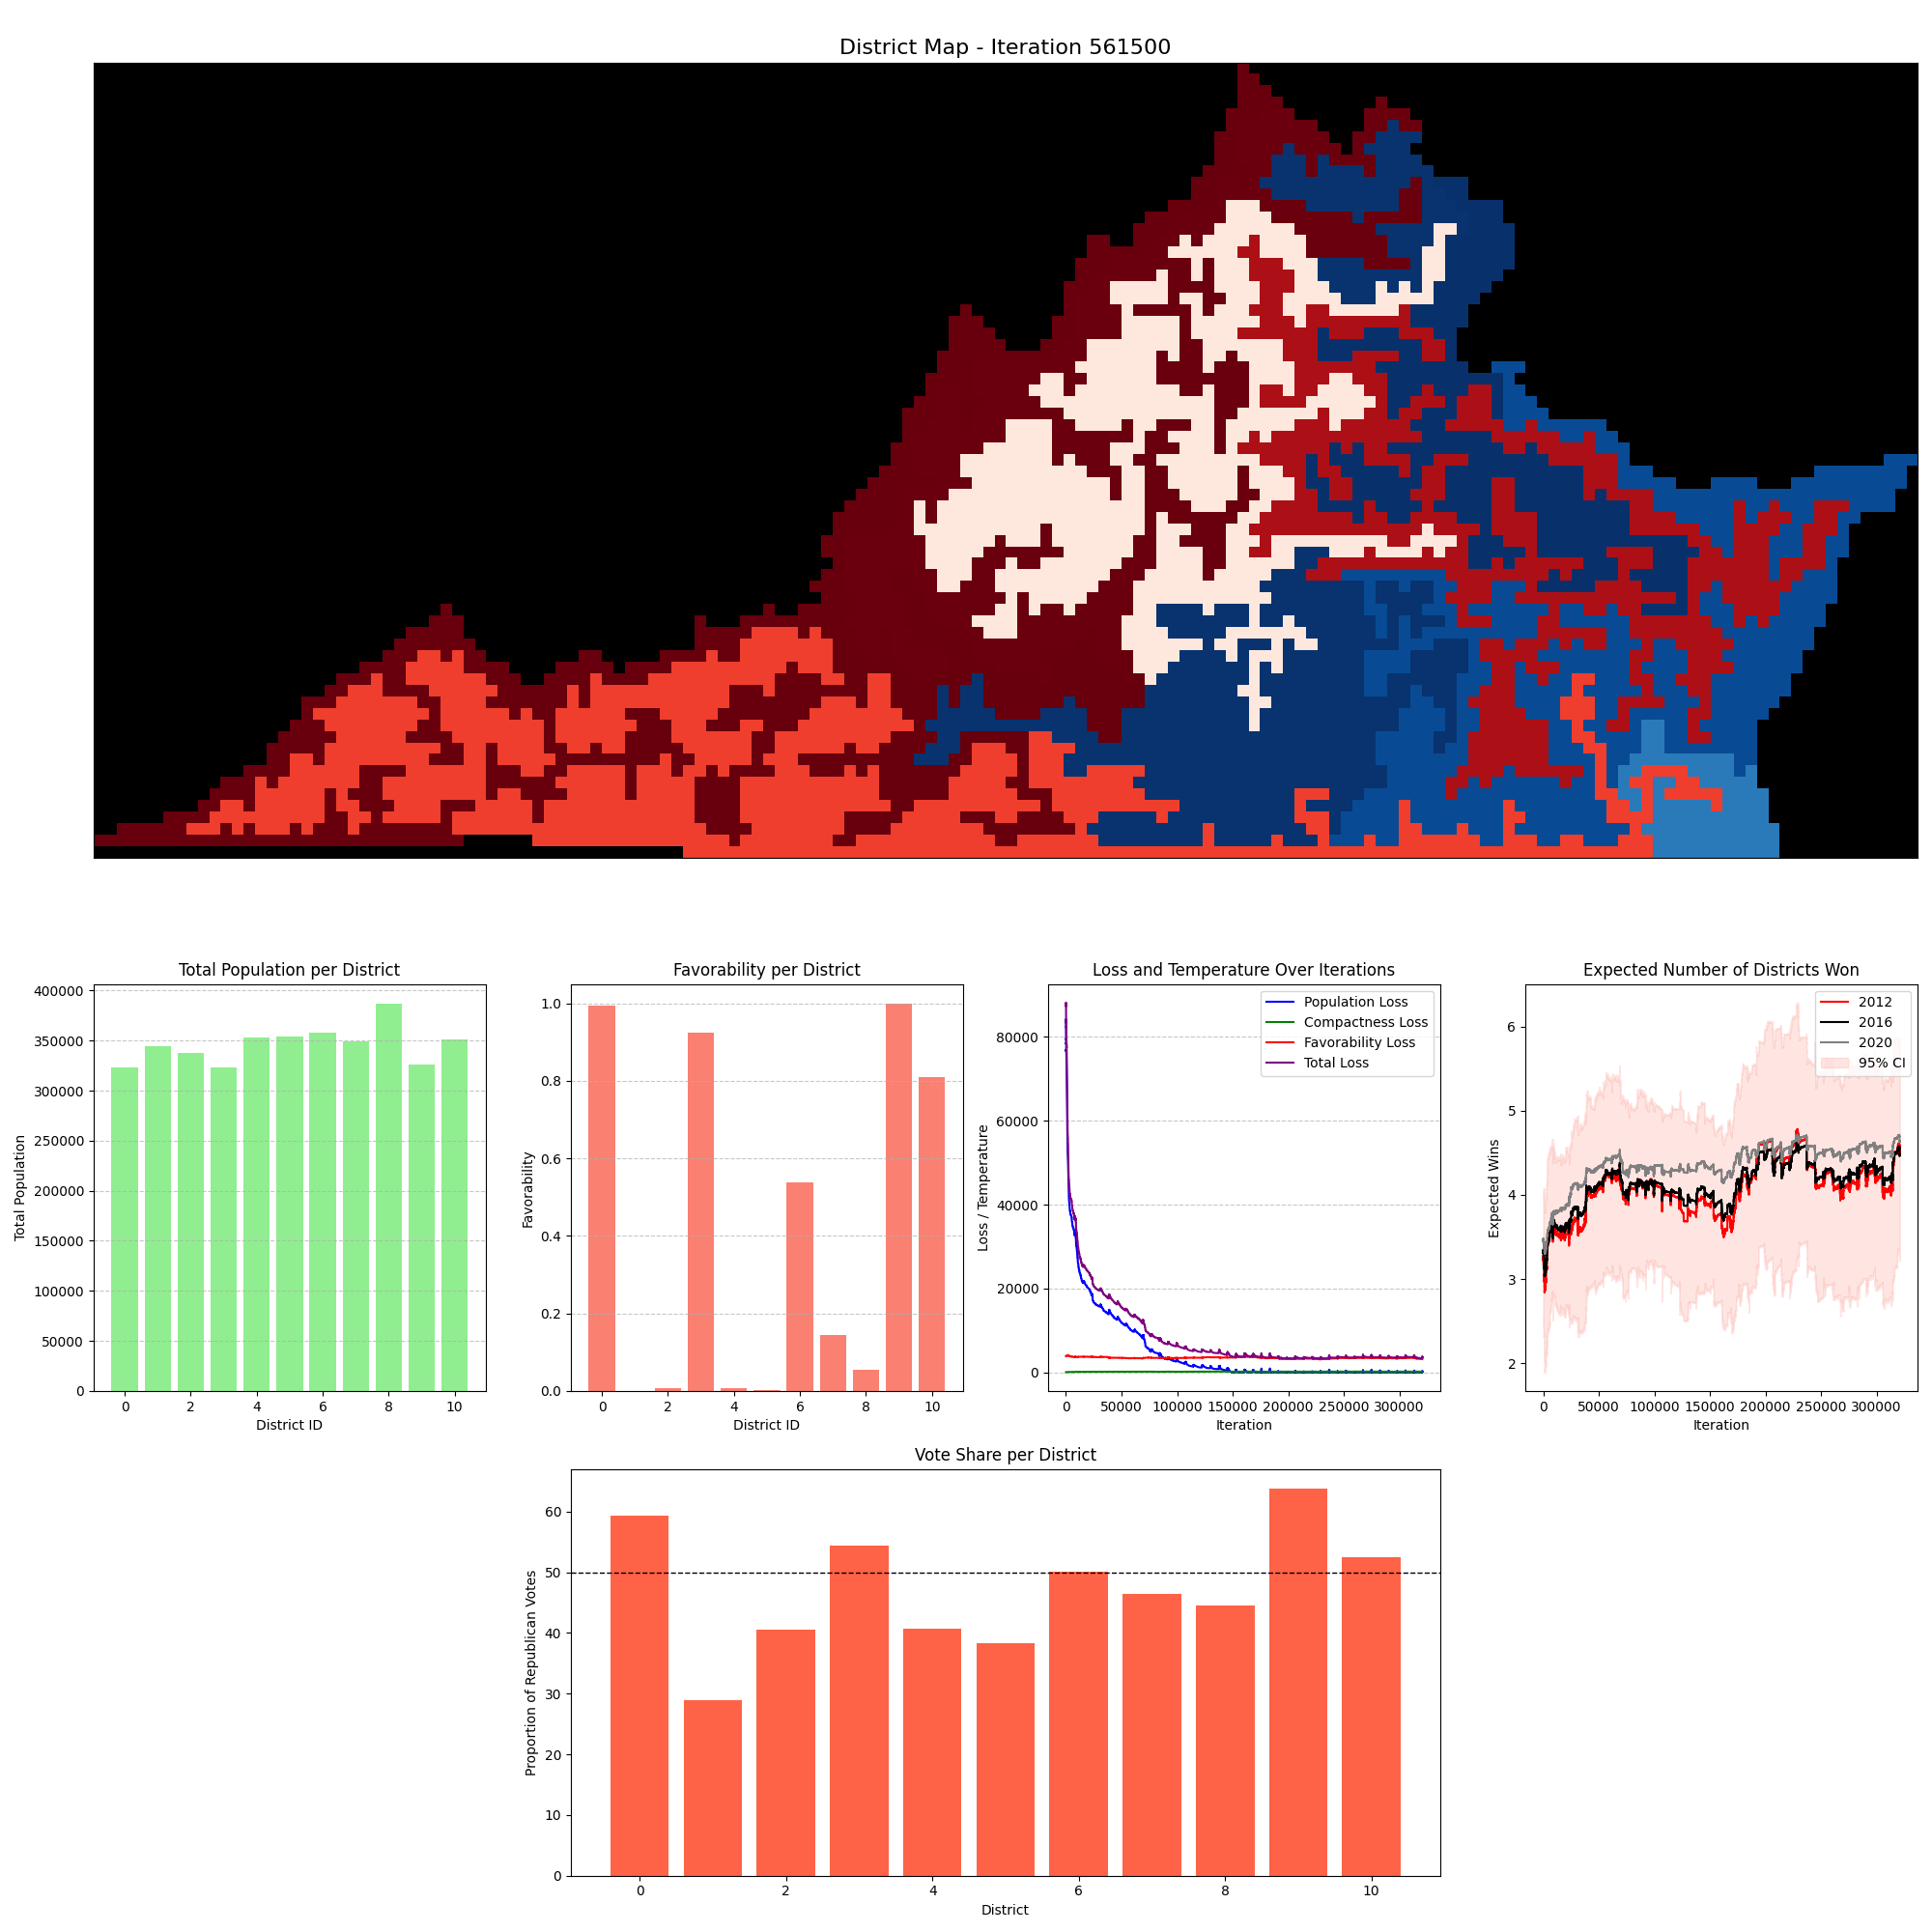 District Map - Iteration 561500
Total Population per District
Total Population
400000
350000
300000
250000
200000
150000
100000
50000
0
0 2 4 6 8 10
District ID
Favorability per District
Favorability
1.0
0.8
0.6
0.4
0.2
0.0
0 2 4 6 8 10
District ID
Loss and Temperature Over Iterations
Loss / Temperature
80000
60000
40000
20000
0
Population Loss
Compactness Loss
Favorability Loss
Total Loss
0 50000 100000 150000 200000 250000 300000
Iteration
Expected Number of Districts Won
Expected Wins
6
5
4
3
2
2012
2016
2020
95% CI
0 50000 100000 150000 200000 250000 300000
Iteration
Vote Share per District
Proportion of Republican Votes
60
50
40
30
20
10
0
0 2 4 6 8 10
District